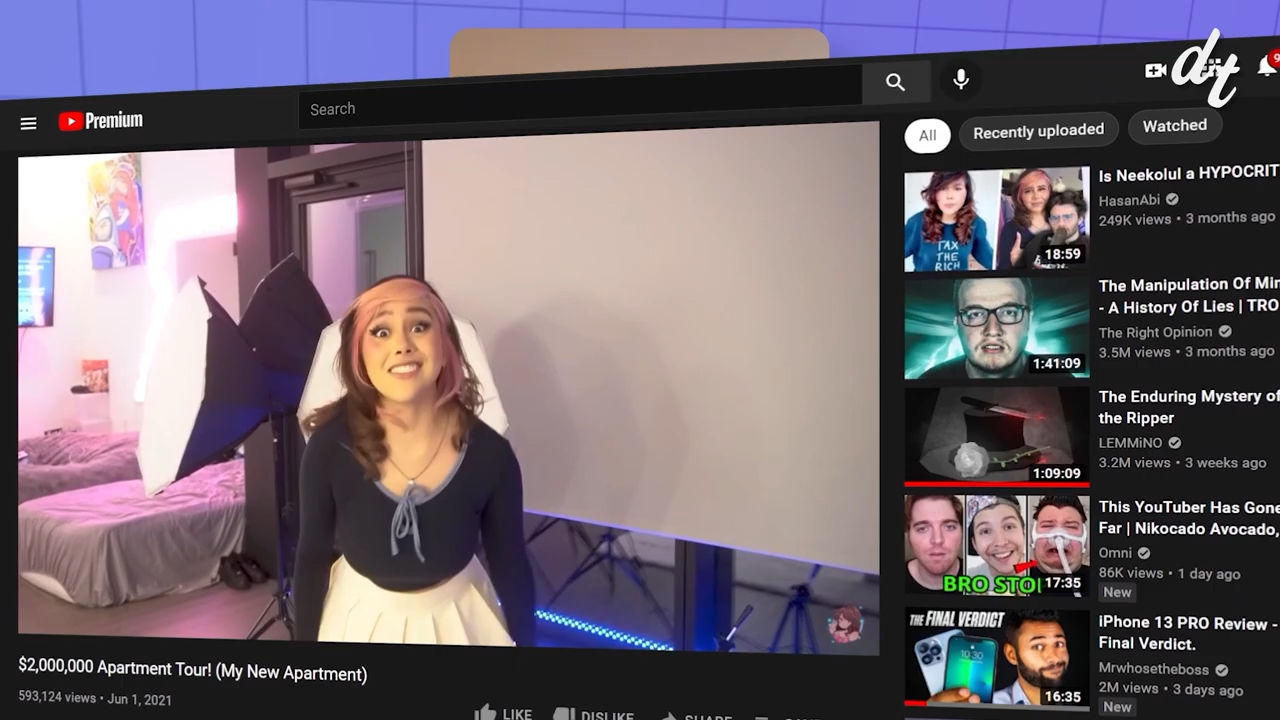 dt
9
Premium
Search
All
Recently uploaded
Watched
Is Neekolul a HYPOCRIT
HasanAbi
249K views • 3 months ago
TAX
THE
RICH
18:59
The Manipulation Of Min
- A History Of Lies | TRO
The Right Opinion
3.5M views • 3 months ago
1:41:09
The Enduring Mystery of
the Ripper
LEMMiNO
3.2M views • 3 weeks ago
1:09:09
This YouTuber Has Gone
Far | Nikocado Avocado,
Omni
86K views • 1 day ago
New
BRO STO
17:35
iPhone 13 PRO Review -
Final Verdict.
Mrwhosetheboss
2M views • 3 days ago
New
THE FINAL VERDICT
10:30
16:35
$2,000,000 Apartment Tour! (My New Apartment)
593,124 views • Jun 1, 2021
LIKE
DISLIKE
SHARE